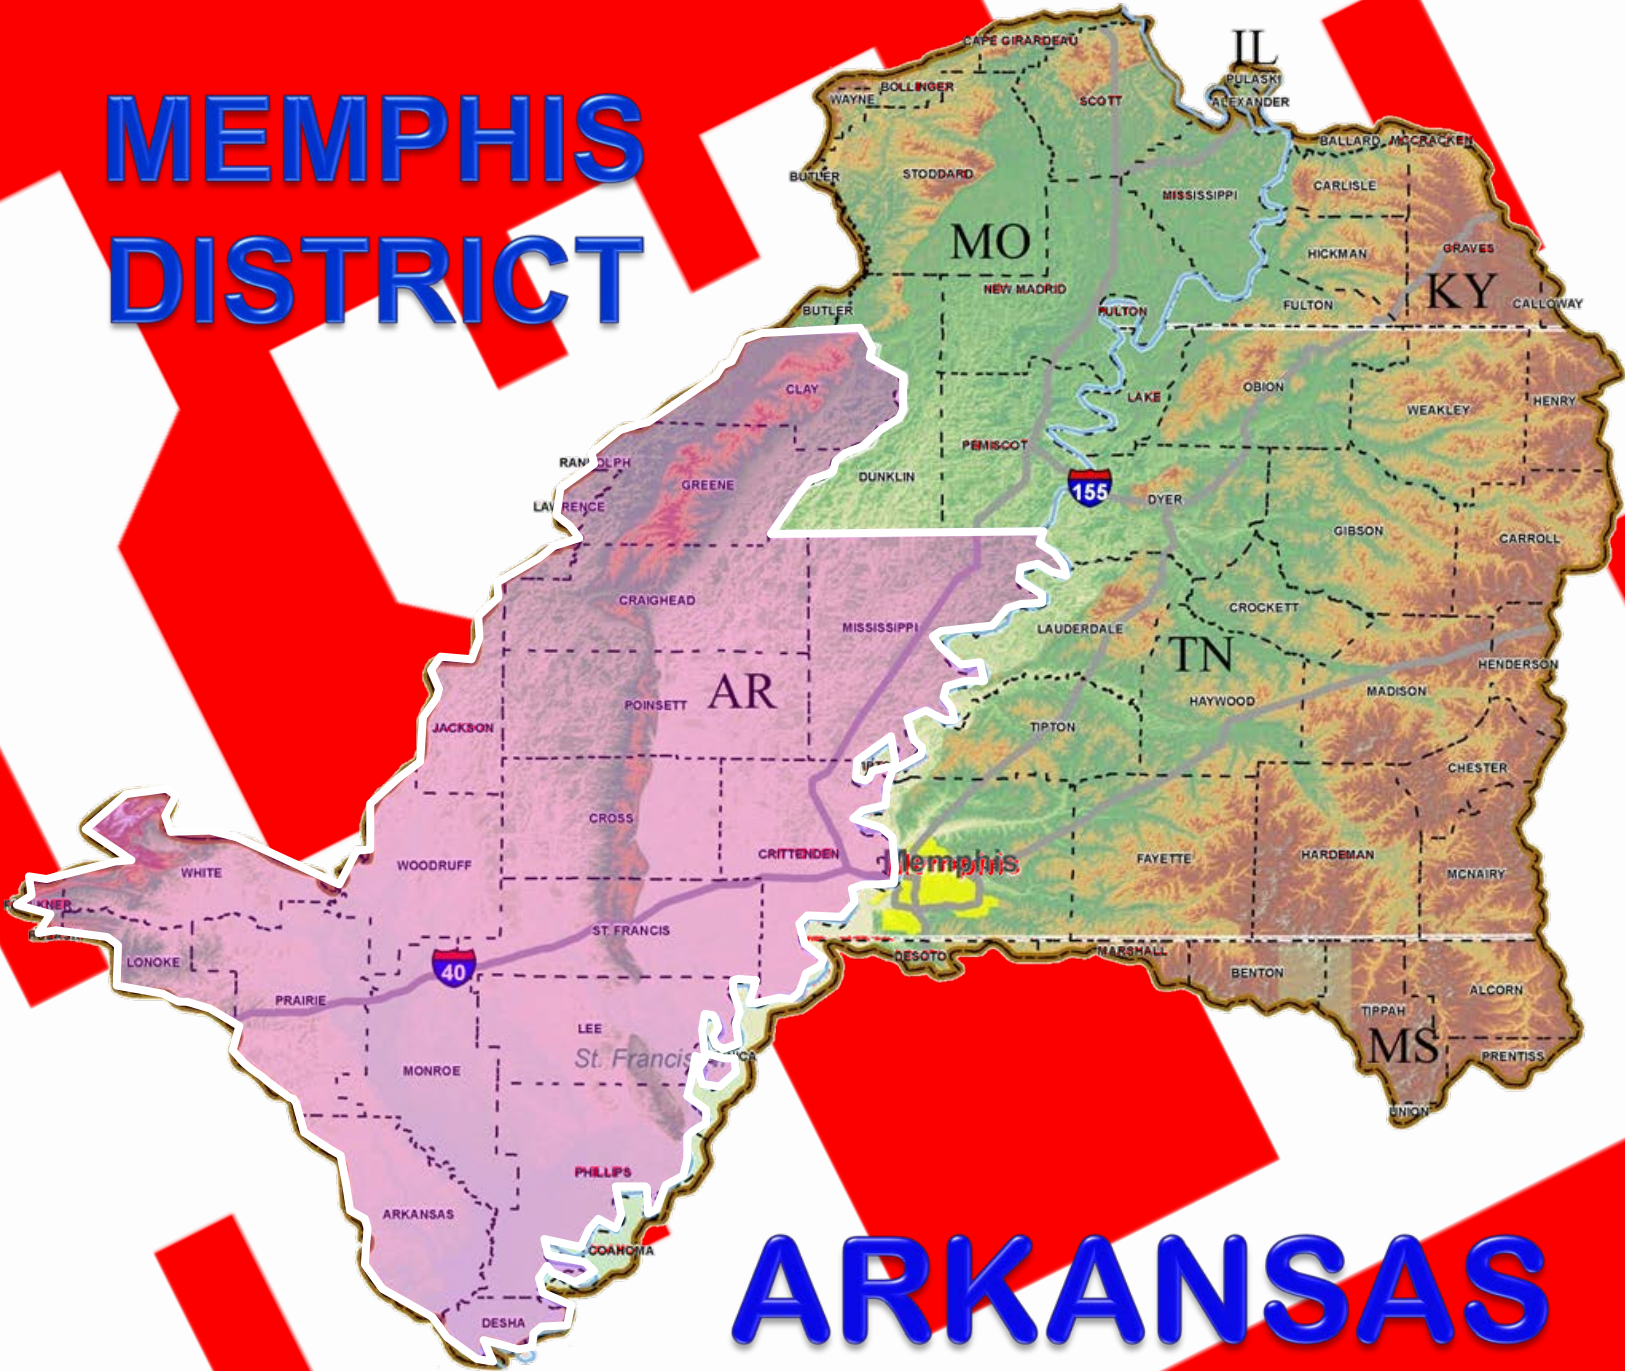 MEMPHIS
DISTRICT
IL
CAPE GIRARDEAU
PULASKI
BOLLINGER
WAYNE
SCOTT
ALEXANDER
BALLARD
MCCRACKEN
BUTLER
STODDARD
MISSISSIPPI
CARLISLE
MO
HICKMAN
GRAVES
NEW MADRID
KY
BUTLER
FULTON
FULTON
CALLOWAY
CLAY
LAKE
OBION
WEAKLEY
HENRY
PEMISCOT
RANDOLPH
GREENE
DUNKLIN
155
DYER
LAWRENCE
GIBSON
CARROLL
CRAIGHEAD
MISSISSIPPI
LAUDERDALE
CROCKETT
TN
HENDERSON
POINSETT
AR
HAYWOOD
MADISON
JACKSON
TIPTON
CHESTER
CROSS
WOODRUFF
CRITTENDEN
Memphis
FAYETTE
HARDEMAN
WHITE
MCNAIRY
ST. FRANCIS
LONOKE
40
DESOTO
MARSHALL
BENTON
PRAIRIE
ALCORN
TIPPAH
LEE
St. Francis
MS
MONROE
PRENTISS
UNION
PHILLIPS
ARKANSAS
COAHOMA
DESHA
ARKANSAS